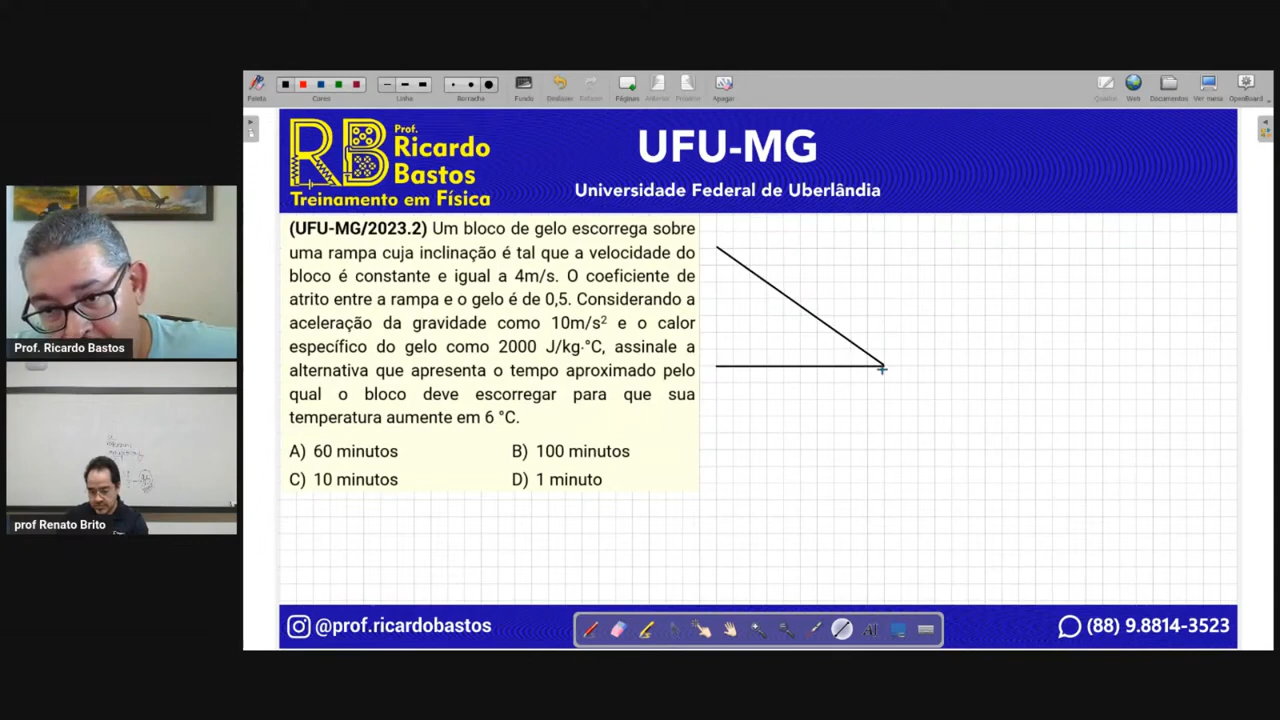 Paleta
Cores
Linha
Borracha
Fundo
Desfazer
Refazer
Páginas
Anterior
Próximo
Apagar
Quadro
Web
Documentos
Ver mesa
OpenBoard
RB
Prof.
Ricardo
Bastos
Treinamento em Física
UFU-MG
Universidade Federal de Uberlândia
(UFU-MG/2023.2) Um bloco de gelo escorrega sobre
uma rampa cuja inclinação é tal que a velocidade do
bloco é constante e igual a 4m/s. O coeficiente de
atrito entre a rampa e o gelo é de 0,5. Considerando a
aceleração da gravidade como 10m/s² e o calor
específico do gelo como 2000 J/kg·°C, assinale a
alternativa que apresenta o tempo aproximado pelo
qual o bloco deve escorregar para que sua
temperatura aumente em 6 °C.
A) 60 minutos B) 100 minutos
C) 10 minutos D) 1 minuto
Prof. Ricardo Bastos
prof Renato Brito
@prof.ricardobastos
AI
(88) 9.8814-3523